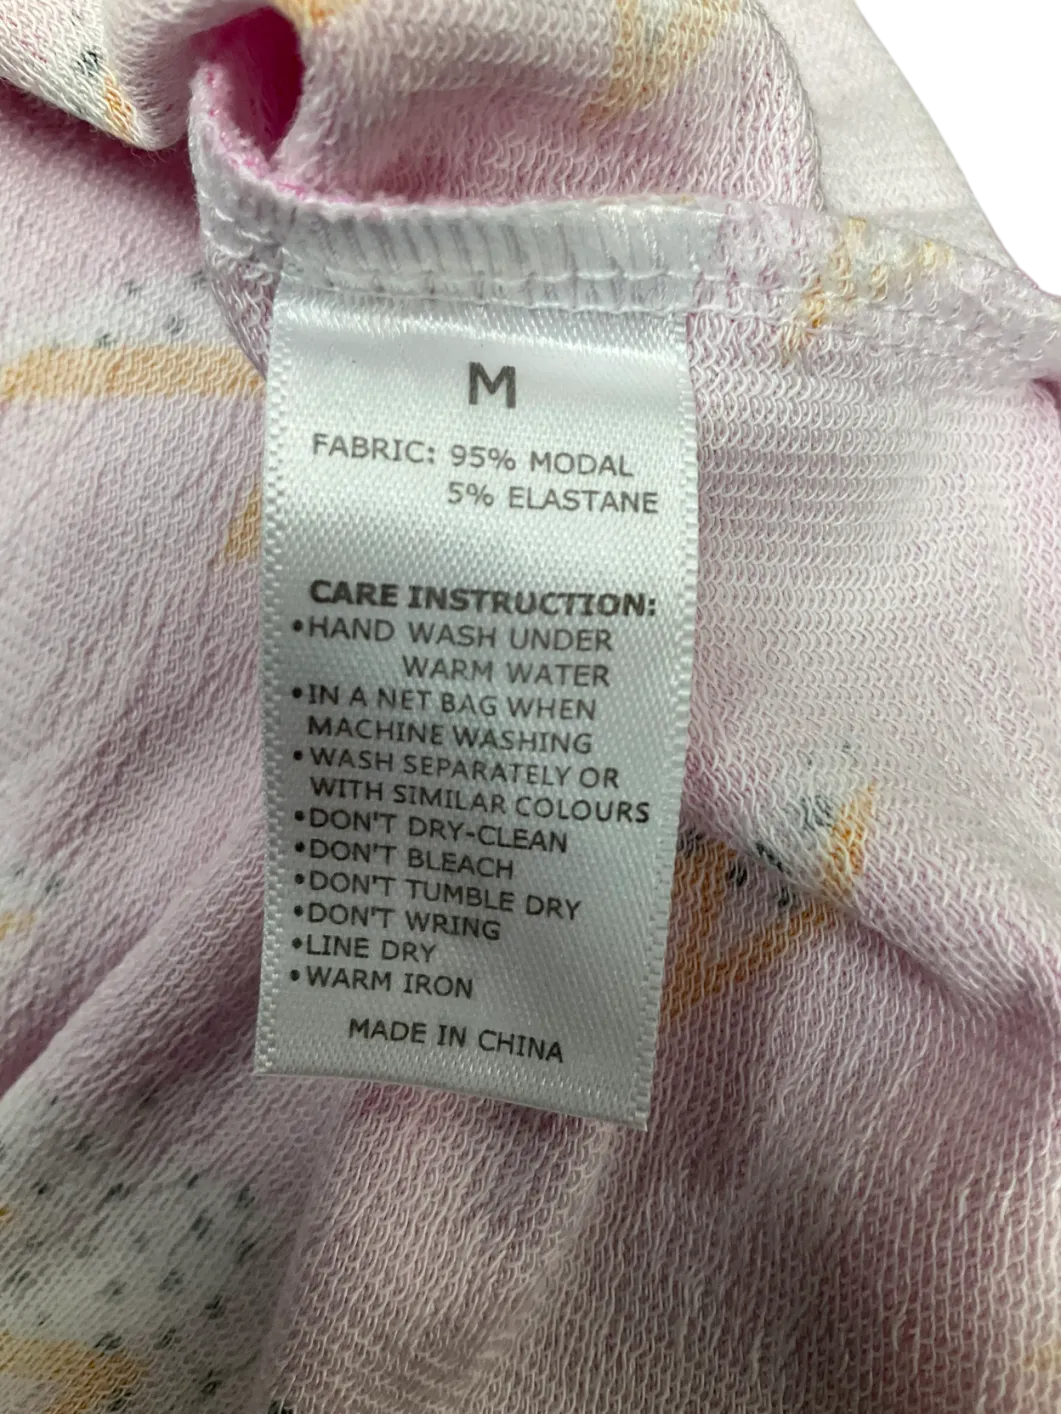 M
FABRIC: 95% MODAL
5% ELASTANE
CARE INSTRUCTION:
•HAND WASH UNDER
WARM WATER
•IN A NET BAG WHEN
MACHINE WASHING
•WASH SEPARATELY OR
WITH SIMILAR COLOURS
•DON'T DRY-CLEAN
•DON'T BLEACH
•DON'T TUMBLE DRY
•DON'T WRING
•LINE DRY
•WARM IRON
MADE IN CHINA